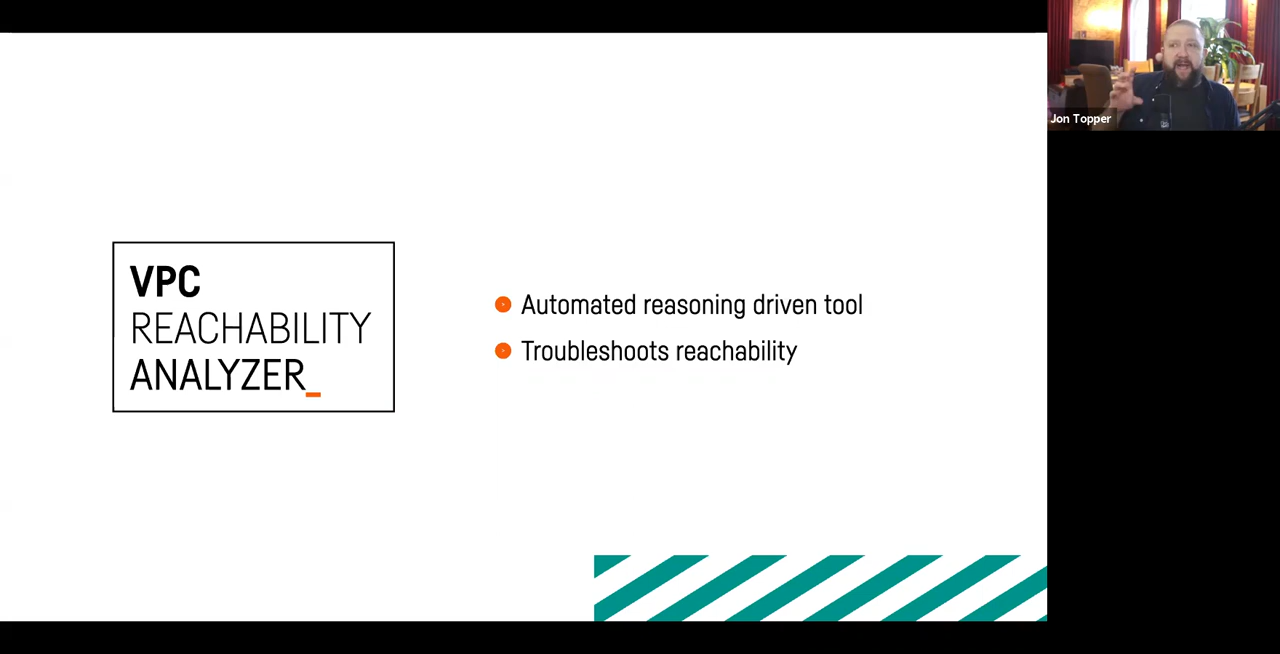 VPC
REACHABILITY
ANALYZER_
Automated reasoning driven tool
Troubleshoots reachability
Jon Topper